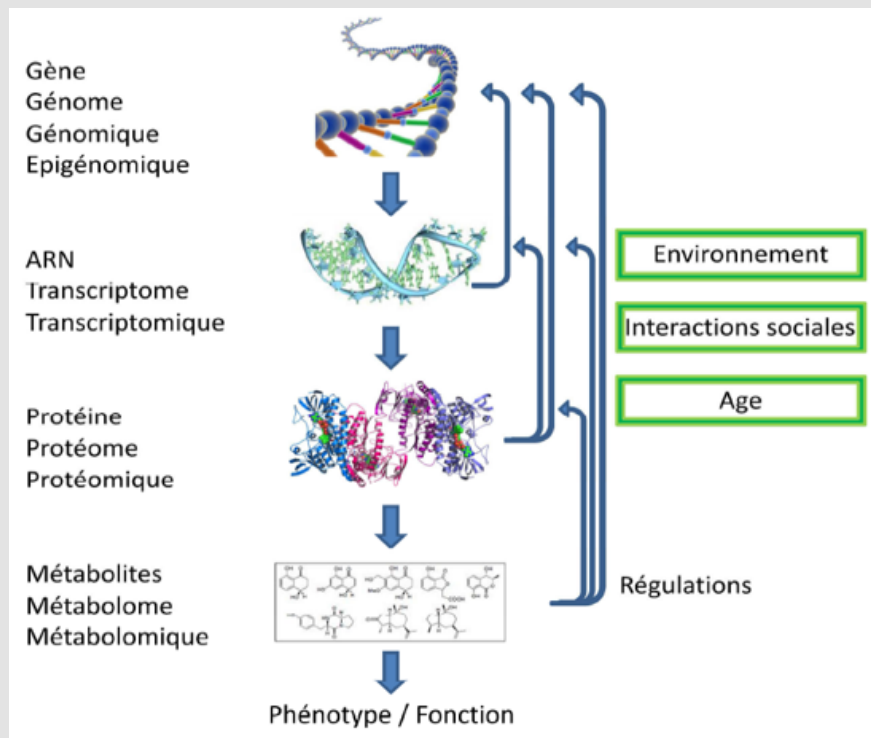 Gène
Génome
Génomique
Epigénomique
ARN
Transcriptome
Transcriptomique
Environnement
Interactions sociales
Age
Protéine
Protéome
Protéomique
Métabolites
Métabolome
Métabolomique
Régulations
Phénotype / Fonction